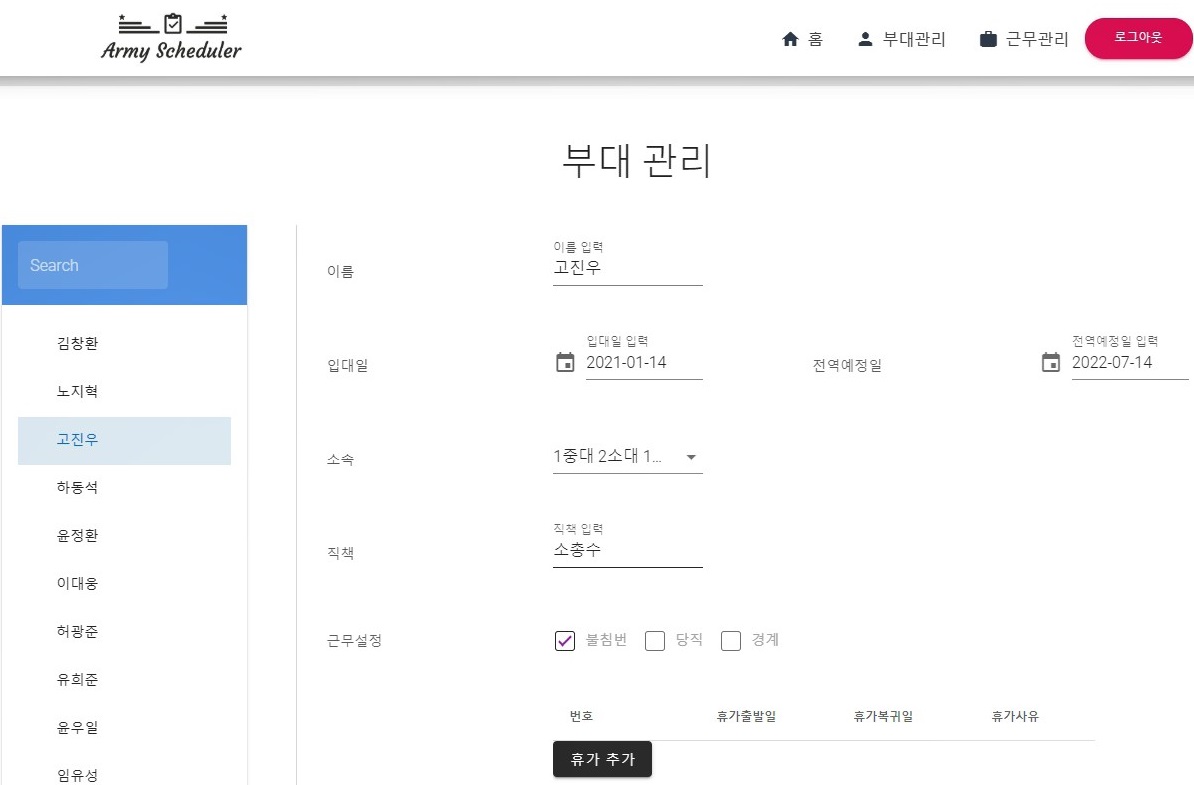 Army Scheduler
홈 부대관리 근무관리 로그아웃
부대 관리
Search
김창환
노지혁
고진우
하동석
윤정환
이대웅
허광준
유희준
윤우일
임유성
이름 이름 입력
고진우
입대일 입대일 입력
2021-01-14
전역예정일 전역예정일 입력
2022-07-14
소속 1중대 2소대 1...
직책 직책 입력
소총수
근무설정 불침번 당직 경계
번호 휴가출발일 휴가복귀일 휴가사유
휴가 추가